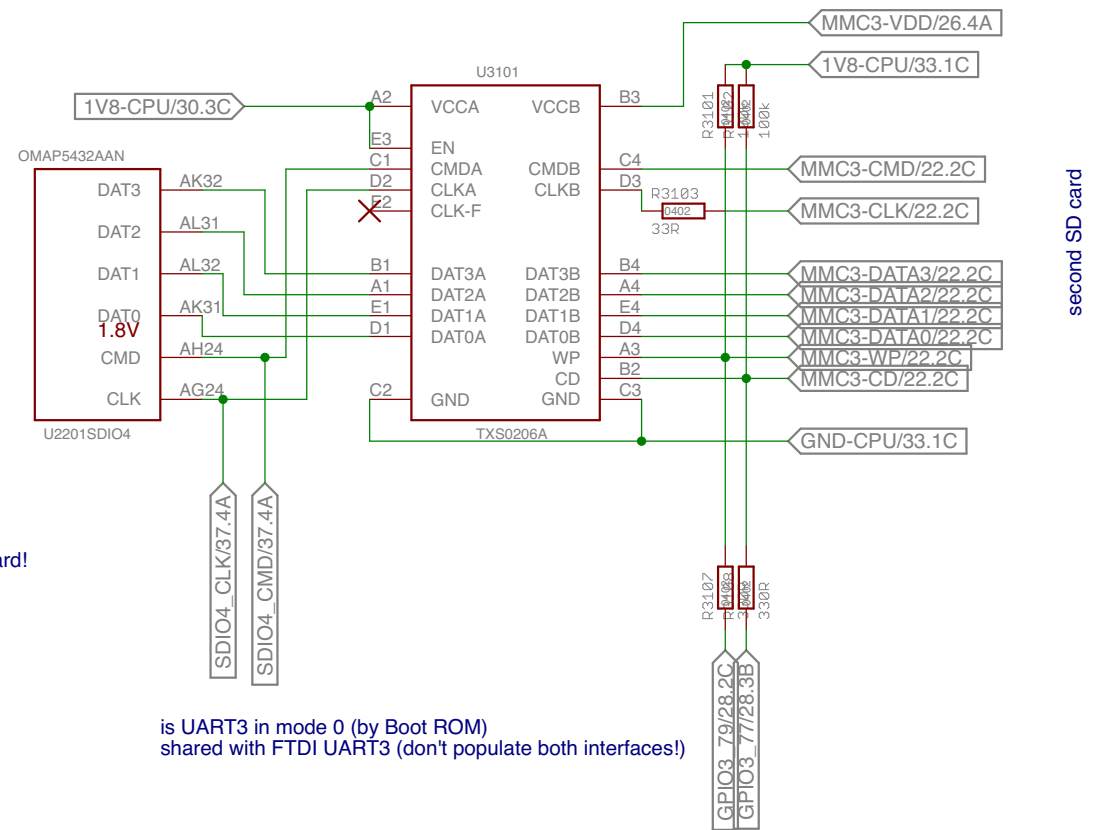 MMC3-VDD/26.4A
1V8-CPU/33.1C
U3101
1V8-CPU/30.3C
A2
VCCA
VCCB
B3
R3101
100k
E3
EN
OMAP5432AAN
C1
CMDA
CMDB
C4
MMC3-CMD/22.2C
DAT3
AK32
D2
CLKA
CLKB
D3
R3103
0402
33R
MMC3-CLK/22.2C
E2
CLK-F
DAT2
AL31
DAT1
AL32
B1
DAT3A
DAT3B
B4
MMC3-DATA3/22.2C
A1
DAT2A
DAT2B
A4
MMC3-DATA2/22.2C
DAT0
AK31
E1
DAT1A
DAT1B
E4
MMC3-DATA1/22.2C
1.8V
D1
DAT0A
DAT0B
D4
MMC3-DATA0/22.2C
CMD
AH24
WP
A3
MMC3-WP/22.2C
CD
B2
MMC3-CD/22.2C
CLK
AG24
C2
GND
GND
C3
U2201SDIO4
TXS0206A
GND-CPU/33.1C
second SD card
SDIO4_CLK/37.4A
SDIO4_CMD/37.4A
ard!
R3107
330R
GPIO3_79/28.2C
GPIO3_77/28.3B
is UART3 in mode 0 (by Boot ROM)
shared with FTDI UART3 (don't populate both interfaces!)